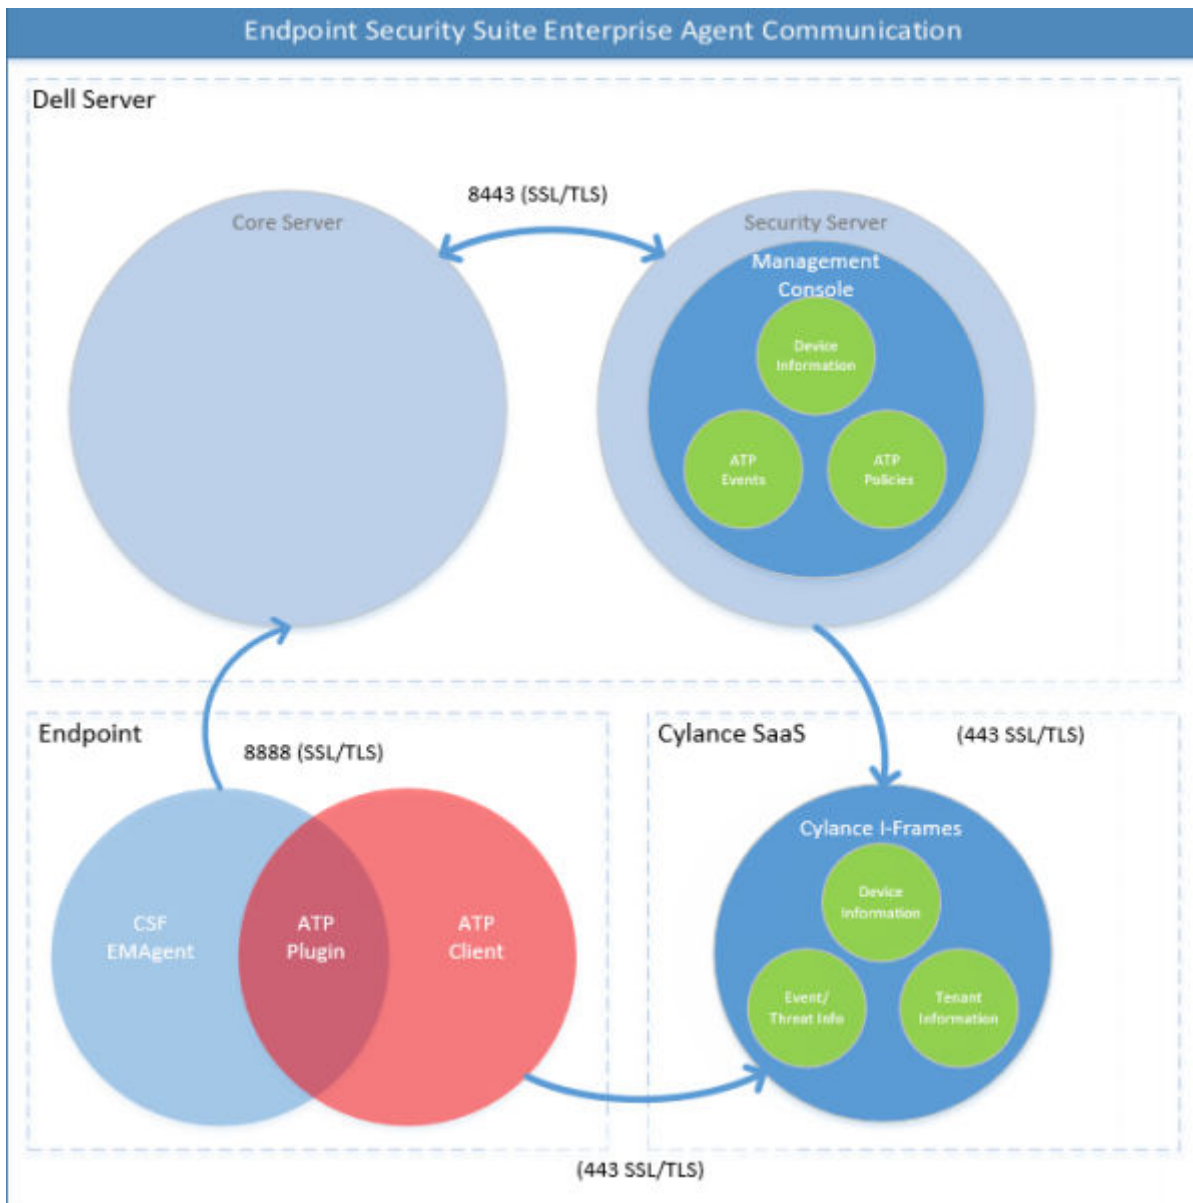 Endpoint Security Suite Enterprise Agent Communication
Dell Server
8443 (SSL/TLS)
Core Server
Security Server
Management
Console
Device
Information
ATP
Events
ATP
Policies
Endpoint
8888 (SSL/TLS)
Cylance SaaS
(443 SSL/TLS)
CSF
EMAgent
ATP
Plugin
ATP
Client
Cylance I-Frames
Device
Information
Event/
Threat Info
Tenant
Information
(443 SSL/TLS)